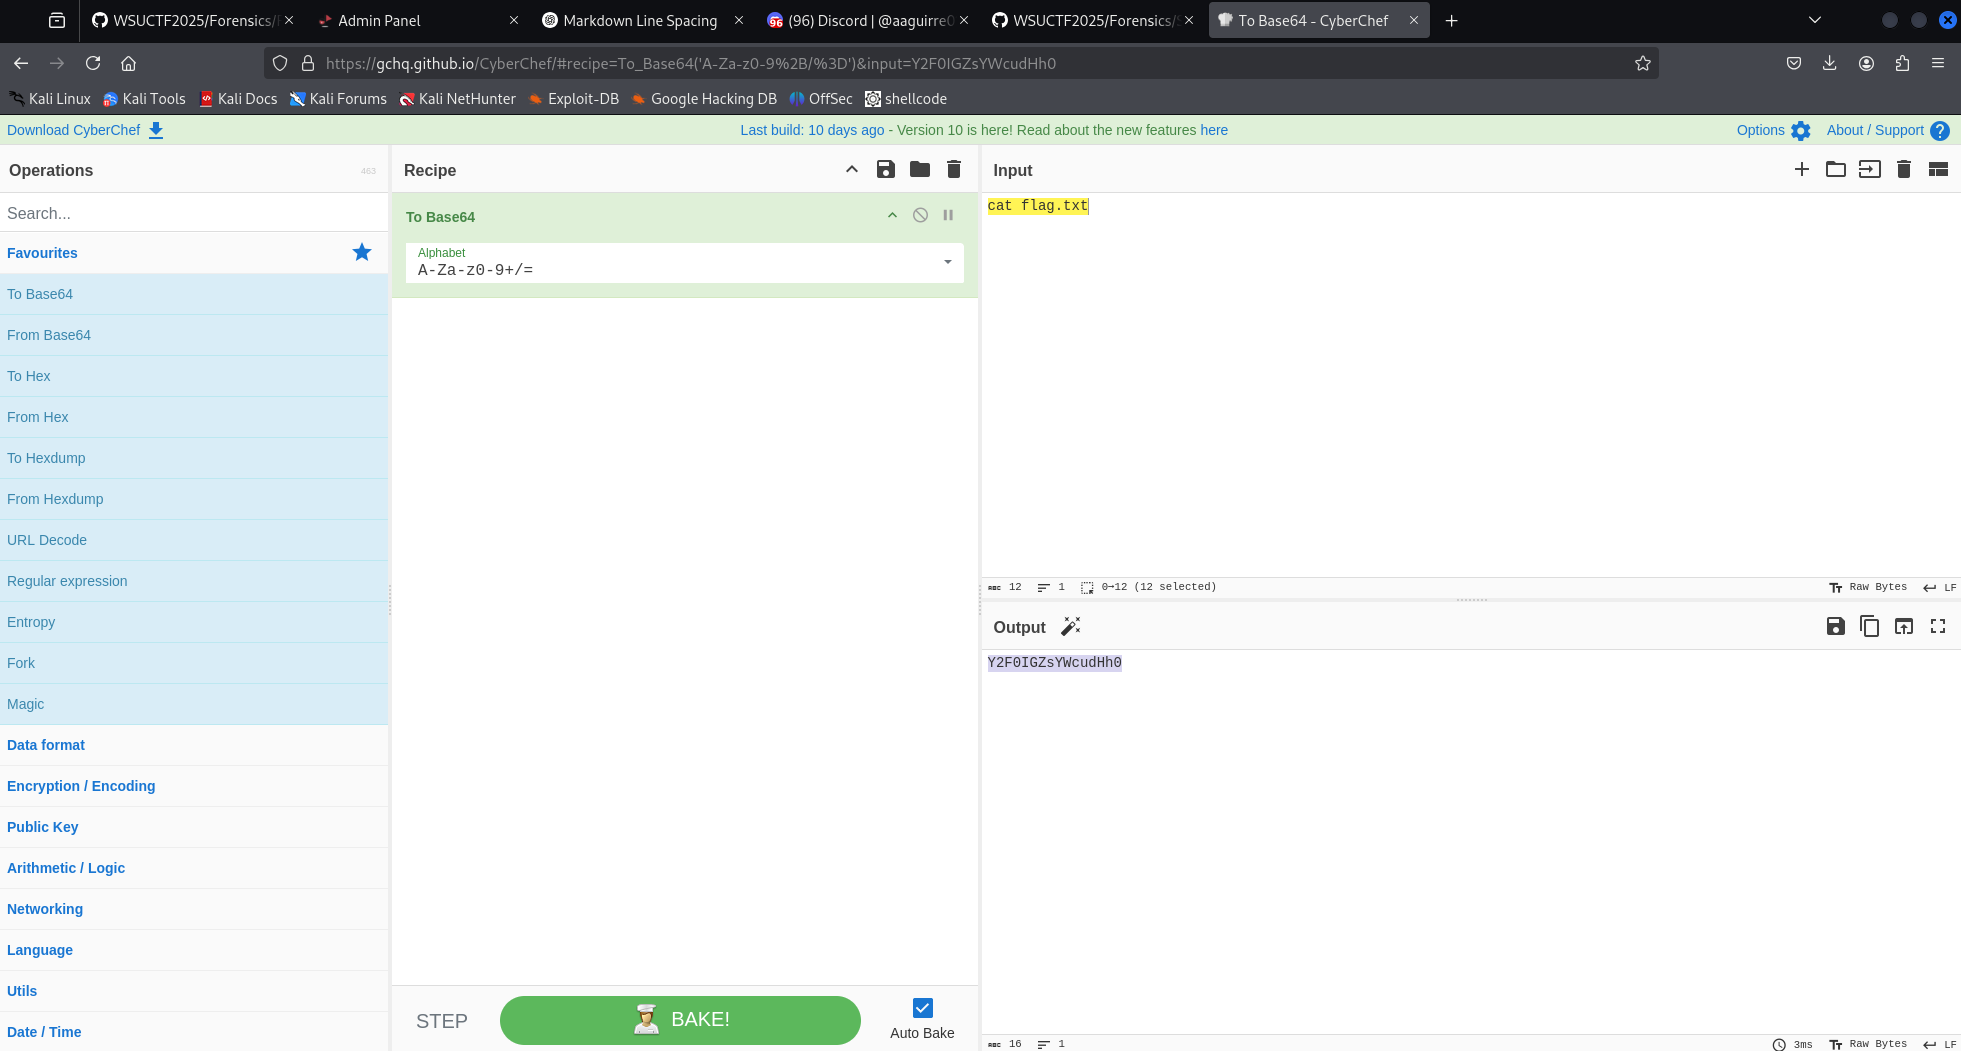 WSUCTF2025/Forensics/
Admin Panel
Markdown Line Spacing
(96) Discord | @aaguirre0
WSUCTF2025/Forensics/
To Base64 - CyberChef
https://gchq.github.io/CyberChef/#recipe=To_Base64('A-Za-z0-9%2B/%3D')&input=Y2F0IGZsYWcudHh0
Kali Linux Kali Tools Kali Docs Kali Forums Kali NetHunter Exploit-DB Google Hacking DB OffSec shellcode
Download CyberChef
Last build: 10 days ago - Version 10 is here! Read about the new features here
Options About / Support ?
Operations
463
Search...
Favourites
To Base64
From Base64
To Hex
From Hex
To Hexdump
From Hexdump
URL Decode
Regular expression
Entropy
Fork
Magic
Data format
Encryption / Encoding
Public Key
Arithmetic / Logic
Networking
Language
Utils
Date / Time
Recipe
To Base64
Alphabet
A-Za-z0-9+/=
STEP
BAKE!
Auto Bake
Input
cat flag.txt
ABC 12 1 0→12 (12 selected)
Raw Bytes LF
Output
Y2F0IGZsYWcudHh0
ABC 16 1
3ms Raw Bytes LF